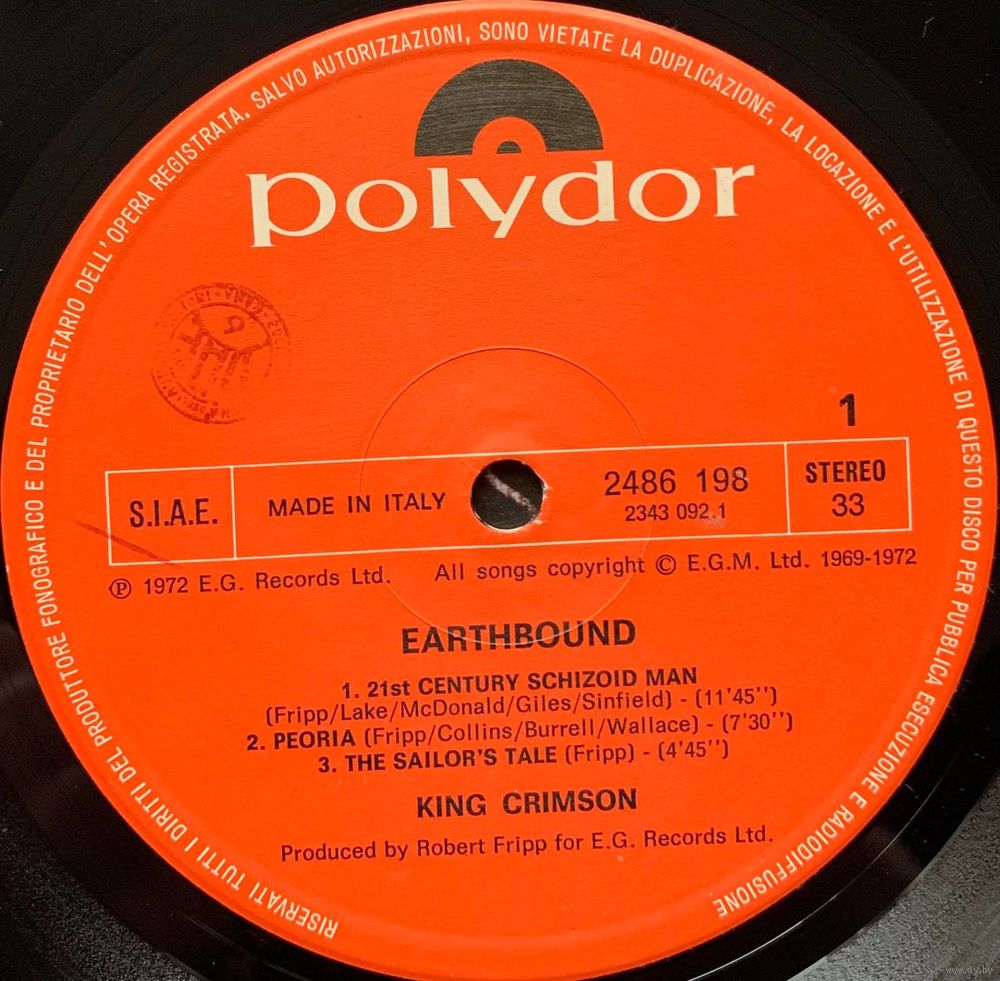 RISERVATI TUTTI I DIRITTI DEL PRODUTTORE FONOGRAFICO E DEL PROPRIETARIO DELL'OPERA REGISTRATA. SALVO AUTORIZZAZIONI, SONO VIETATE LA DUPLICAZIONE, LA LOCAZIONE E L'UTILIZZAZIONE DI QUESTO DISCO PER PUBBLICA ESECUZIONE E RADIODIFFUSIONE
polydor
1
S.I.A.E.
MADE IN ITALY
2486 198
2343 092.1
STEREO
33
℗ 1972 E.G. Records Ltd. All songs copyright © E.G.M. Ltd. 1969-1972
EARTHBOUND
1. 21st CENTURY SCHIZOID MAN
(Fripp/Lake/McDonald/Giles/Sinfield) - (11'45'')
2. PEORIA (Fripp/Collins/Burrell/Wallace) - (7'30'')
3. THE SAILOR'S TALE (Fripp) - (4'45'')
KING CRIMSON
Produced by Robert Fripp for E.G. Records Ltd.
www.ay.by